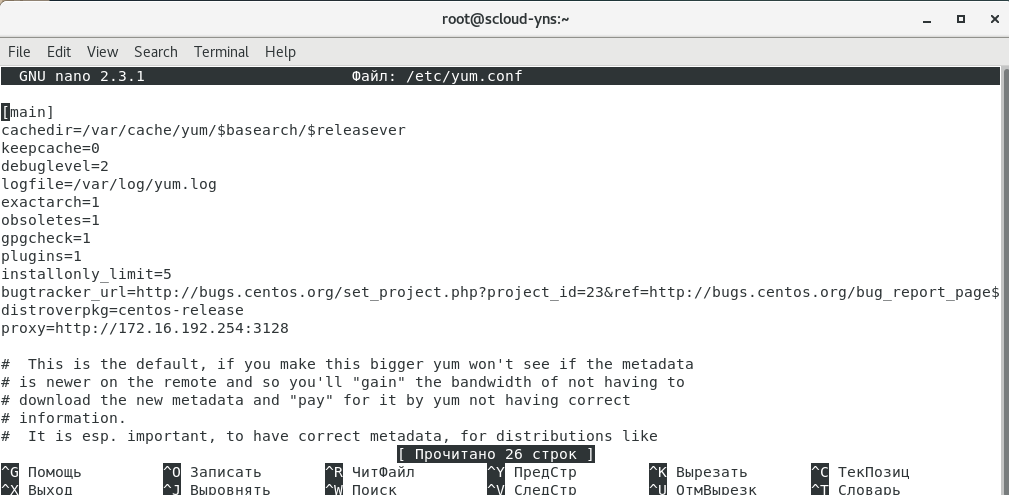 root@scloud-yns:~
File Edit View Search Terminal Help
GNU nano 2.3.1 Файл: /etc/yum.conf
[main]
cachedir=/var/cache/yum/$basearch/$releasever
keepcache=0
debuglevel=2
logfile=/var/log/yum.log
exactarch=1
obsoletes=1
gpgcheck=1
plugins=1
installonly_limit=5
bugtracker_url=http://bugs.centos.org/set_project.php?project_id=23&ref=http://bugs.centos.org/bug_report_page$
distroverpkg=centos-release
proxy=http://172.16.192.254:3128
#  This is the default, if you make this bigger yum won't see if the metadata
# is newer on the remote and so you'll "gain" the bandwidth of not having to
# download the new metadata and "pay" for it by yum not having correct
# information.
#  It is esp. important, to have correct metadata, for distributions like
[ Прочитано 26 строк ]
^G Помощь ^O Записать ^R ЧитФайл ^Y ПредСтр ^K Вырезать ^C ТекПозиц
^X Выход ^J Выровнять ^W Поиск ^V СледСтр ^U ОтмВырезк ^T Словарь